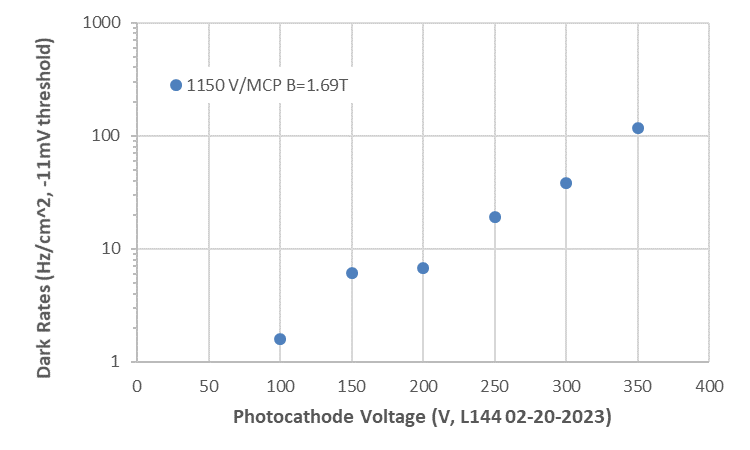 1000
100
10
1
Dark Rates (Hz/cm^2, -11mV threshold)
1150 V/MCP B=1.69T
0 50 100 150 200 250 300 350 400
Photocathode Voltage (V, L144 02-20-2023)